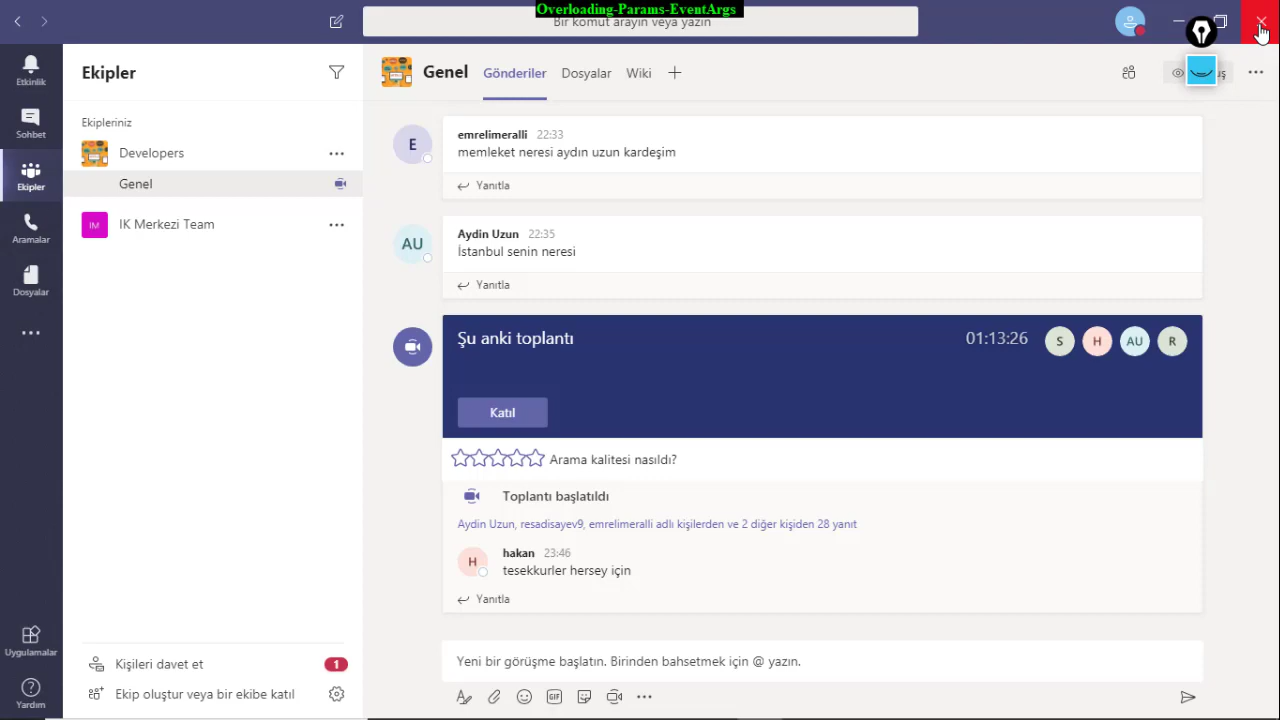 Overloading-Params-EventArgs
Bir komut arayın veya yazın
Etkinlik
Sohbet
Ekipler
Aramalar
Dosyalar
Uygulamalar
Yardım
Ekipler
Ekipleriniz
Developers
Genel
IM
IK Merkezi Team
Kişileri davet et
1
Ekip oluştur veya bir ekibe katıl
Genel
Gönderiler
Dosyalar
Wiki
E
emrelimeralli 22:33
memleket neresi aydın uzun kardeşim
Yanıtla
AU
Aydin Uzun 22:35
İstanbul senin neresi
Yanıtla
Şu anki toplantı
01:13:26
S
H
AU
R
Katıl
Arama kalitesi nasıldı?
Toplantı başlatıldı
Aydin Uzun, resadisayev9, emrelimeralli adlı kişilerden ve 2 diğer kişiden 28 yanıt
H
hakan 23:46
tesekkurler hersey için
Yanıtla
Yeni bir görüşme başlatın. Birinden bahsetmek için @ yazın.
GIF